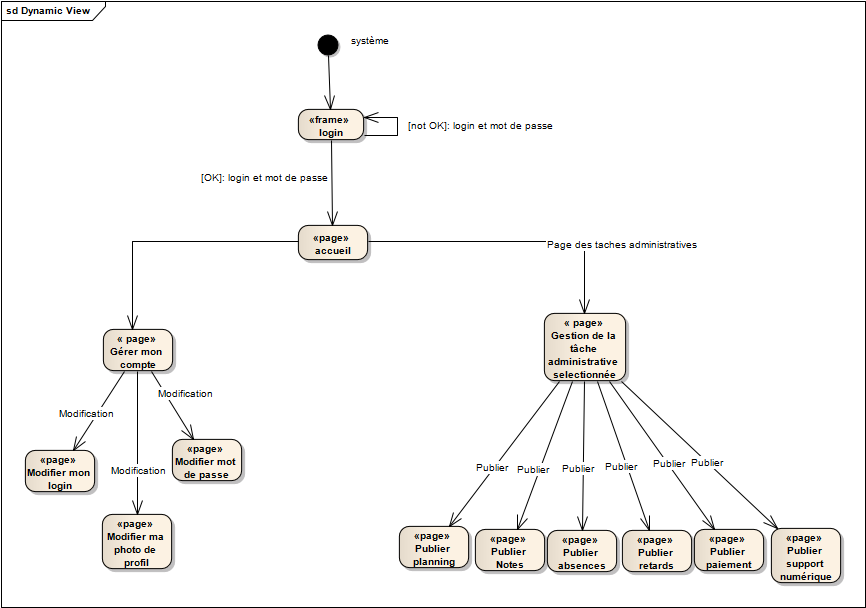 sd Dynamic View
système
«frame»
login
[not OK]: login et mot de passe
[OK]: login et mot de passe
«page»
accueil
Page des taches administratives
« page»
Gérer mon
compte
« page»
Gestion de la
tâche
administrative
selectionnée
Modification
Modification
Modification
«page»
Modifier mon
login
«page»
Modifier mot
de passe
«page»
Modifier ma
photo de
profil
Publier
Publier
Publier
Publier
Publier
Publier
«page»
Publier
planning
«page»
Publier
Notes
«page»
Publier
absences
«page»
Publier
retards
«page»
Publier
paiement
«page»
Publier
support
numérique